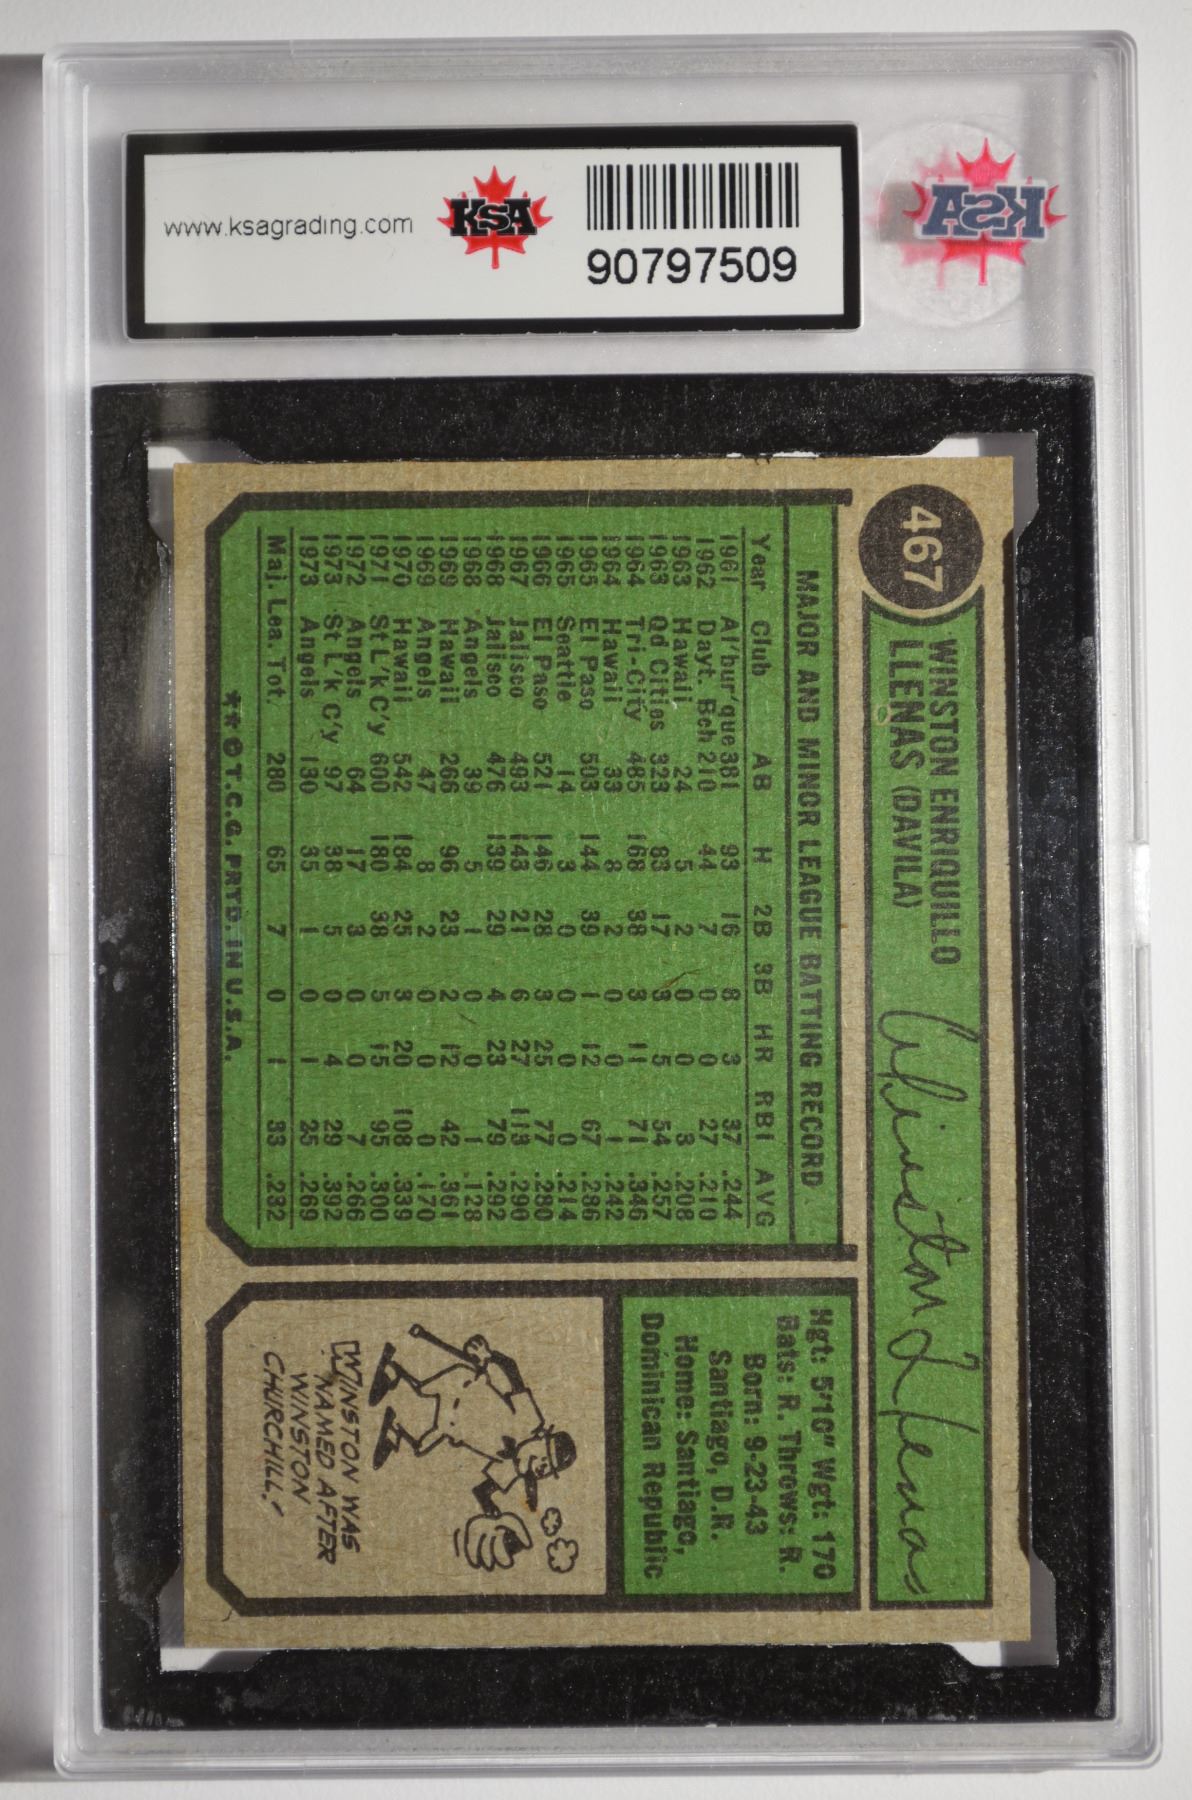 www.ksagrading.com
KSA
90797509
KSA
467
WINSTON ENRIQUILLO
LLENAS (DAVILA)
Winston Llenas
MAJOR AND MINOR LEAGUE BATTING RECORD
Year Club AB H 2B 3B HR RBI AVG
1961 Al'bur'que 381 93 16 8 3 37 .244
1962 Dayt. Bch 210 44 7 0 0 27 .210
1963 Hawaii 24 5 2 0 0 3 .208
1963 Qd Cities 323 83 17 3 5 54 .257
1964 Tri-City 485 168 38 3 11 71 .346
1964 Hawaii 33 8 2 0 0 1 .242
1965 El Paso 503 144 39 1 12 67 .286
1965 Seattle 14 3 0 0 0 0 .214
1966 El Paso 521 146 28 3 25 77 .280
1967 Jalisco 493 143 21 6 27 113 .290
1968 Jalisco 476 139 29 4 23 79 .292
1968 Angels 39 5 1 0 0 1 .128
1969 Hawaii 266 96 23 2 12 42 .361
1969 Angels 47 8 2 0 0 0 .170
1970 Hawaii 542 184 25 3 20 108 .339
1971 St L'k C'y 600 180 38 5 15 95 .300
1972 Angels 64 17 3 0 0 7 .266
1973 St L'k C'y 97 38 5 0 4 29 .392
1973 Angels 130 35 1 0 1 25 .269
Maj. Lea. Tot. 280 65 7 0 1 33 .232
**© T.C.G. PRTD. IN U.S.A.
Hgt: 5'10" Wgt: 170
Bats: R. Throws: R.
Born: 9-23-43
Santiago, D.R.
Home: Santiago,
Dominican Republic
WINSTON WAS
NAMED AFTER
WINSTON
CHURCHILL!